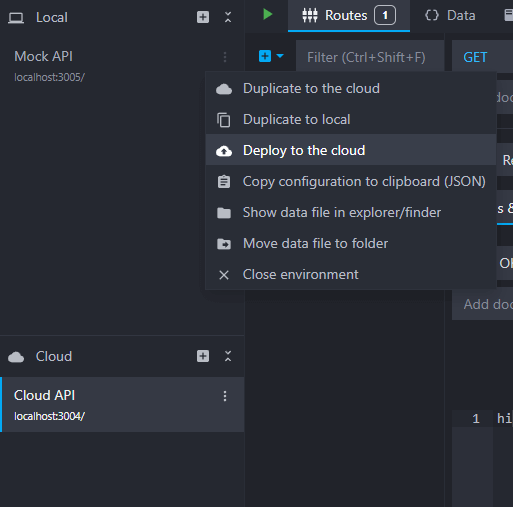 Local
Routes 1
Data
Mock API
localhost:3005/
Filter (Ctrl+Shift+F)
GET
Duplicate to the cloud
Duplicate to local
Deploy to the cloud
Copy configuration to clipboard (JSON)
Show data file in explorer/finder
Move data file to folder
Close environment
Add doc
Cloud
Cloud API
localhost:3004/
1 hi